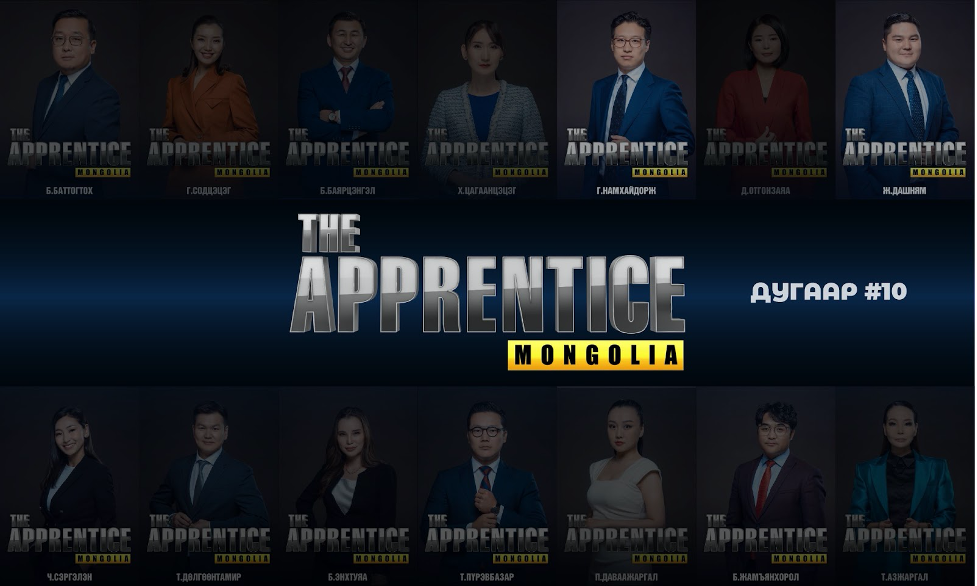 THE
APPRENTICE
MONGOLIA
Б.БАТТОГТОХ
THE
APPRENTICE
MONGOLIA
Г.СОДЦЭЦЭГ
THE
APPRENTICE
MONGOLIA
Б.БАЯРЦЭНГЭЛ
THE
APPRENTICE
MONGOLIA
Х.ЦАГААНЦЭЦЭГ
THE
APPRENTICE
MONGOLIA
Г.НАМХАЙДОРЖ
THE
APPRENTICE
MONGOLIA
Д.ОТГОНЗАЯА
THE
APPRENTICE
MONGOLIA
Ж.ДАШНЯМ
THE
APPRENTICE
MONGOLIA
ДУГААР #10
THE
APPRENTICE
MONGOLIA
Ч.СЭРГЭЛЭН
THE
APPRENTICE
MONGOLIA
Т.ДӨЛГӨӨНТАМИР
THE
APPRENTICE
MONGOLIA
Б.ЭНХТУЯА
THE
APPRENTICE
MONGOLIA
Т.ПҮРЭВБАЗАР
THE
APPRENTICE
MONGOLIA
П.ДАВААЖАРГАЛ
THE
APPRENTICE
MONGOLIA
Б.ЖАМЪЯНХОРОЛ
THE
APPRENTICE
MONGOLIA
Т.АЗЖАРГАЛ